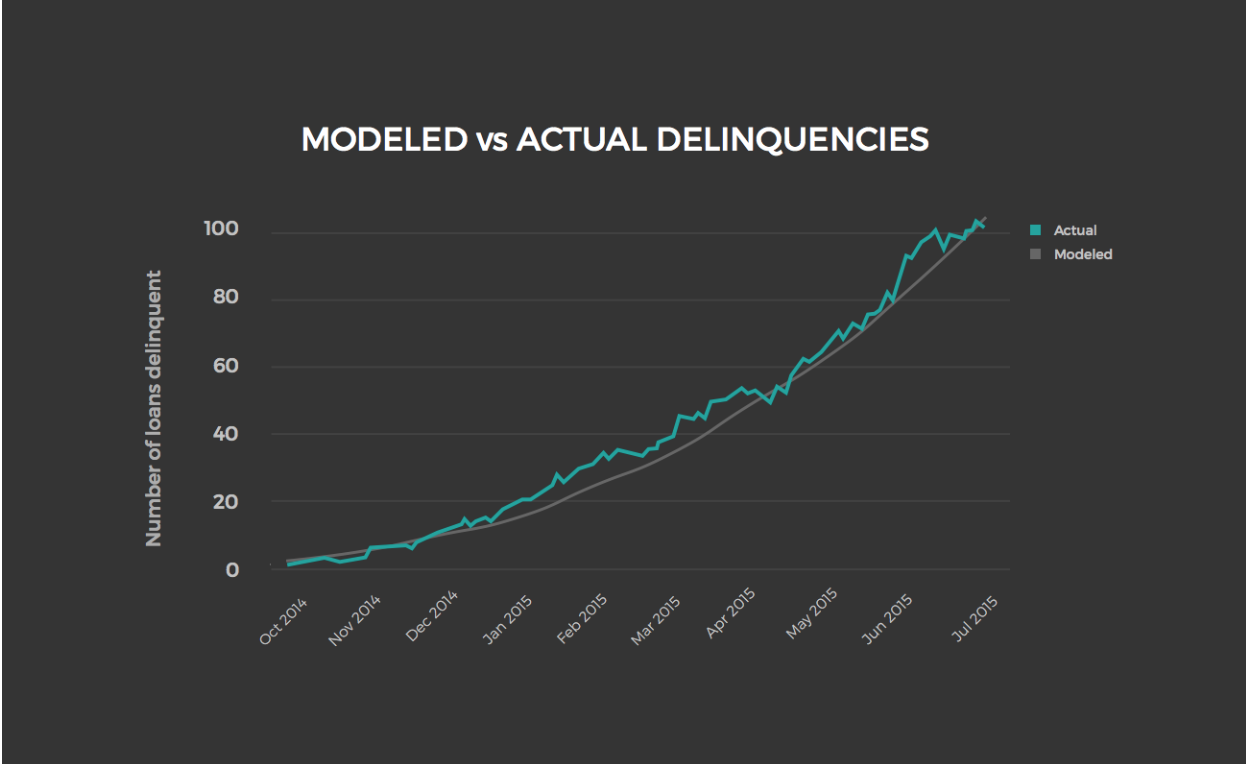 MODELED vs ACTUAL DELINQUENCIES
Number of loans delinquent
100
80
60
40
20
0
Oct 2014
Nov 2014
Dec 2014
Jan 2015
Feb 2015
Mar 2015
Apr 2015
May 2015
Jun 2015
Jul 2015
Actual
Modeled